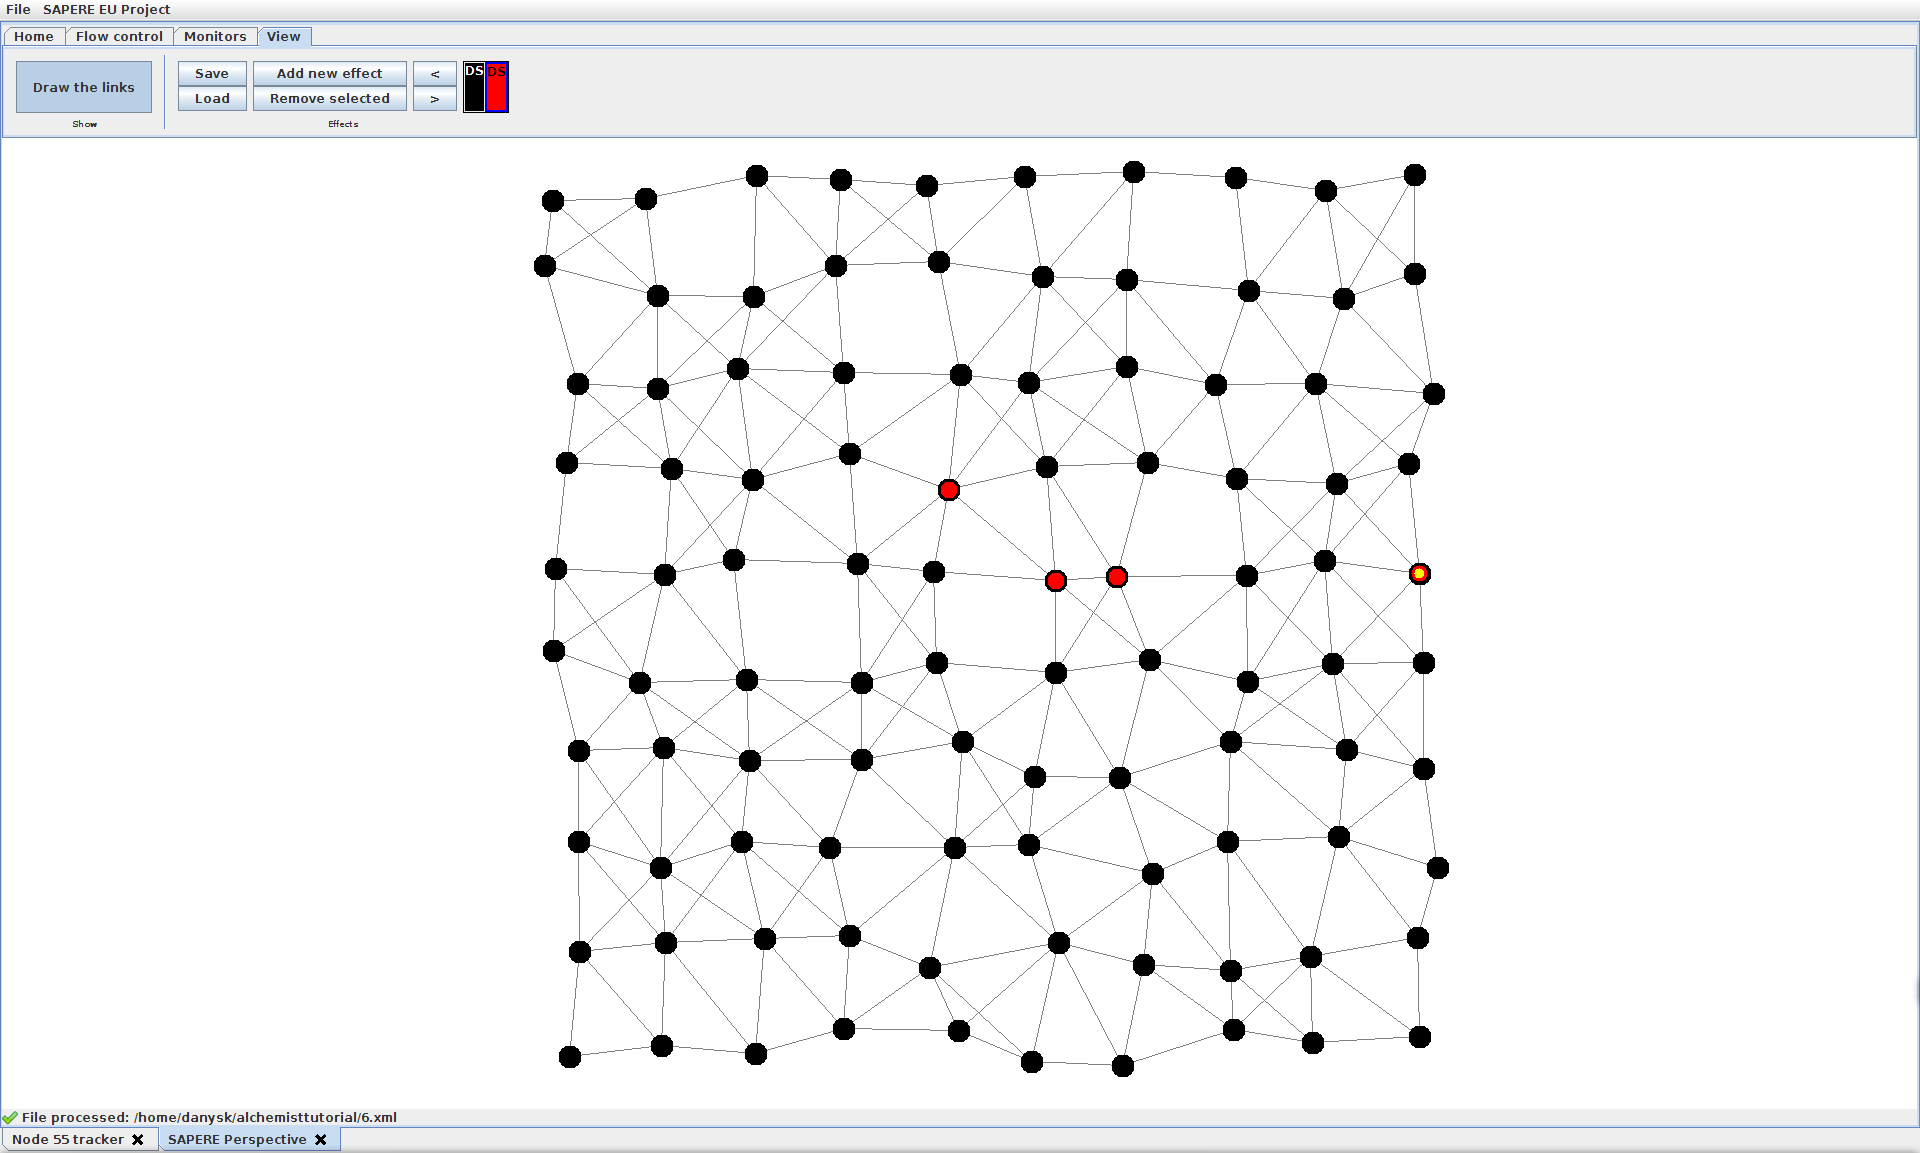 File SAPERE EU Project
Home Flow control Monitors View
Draw the links
Show
Save Add new effect <
Load Remove selected >
Effects
DS DS
File processed: /home/danysk/alchemisttutorial/6.xml
Node 55 tracker SAPERE Perspective